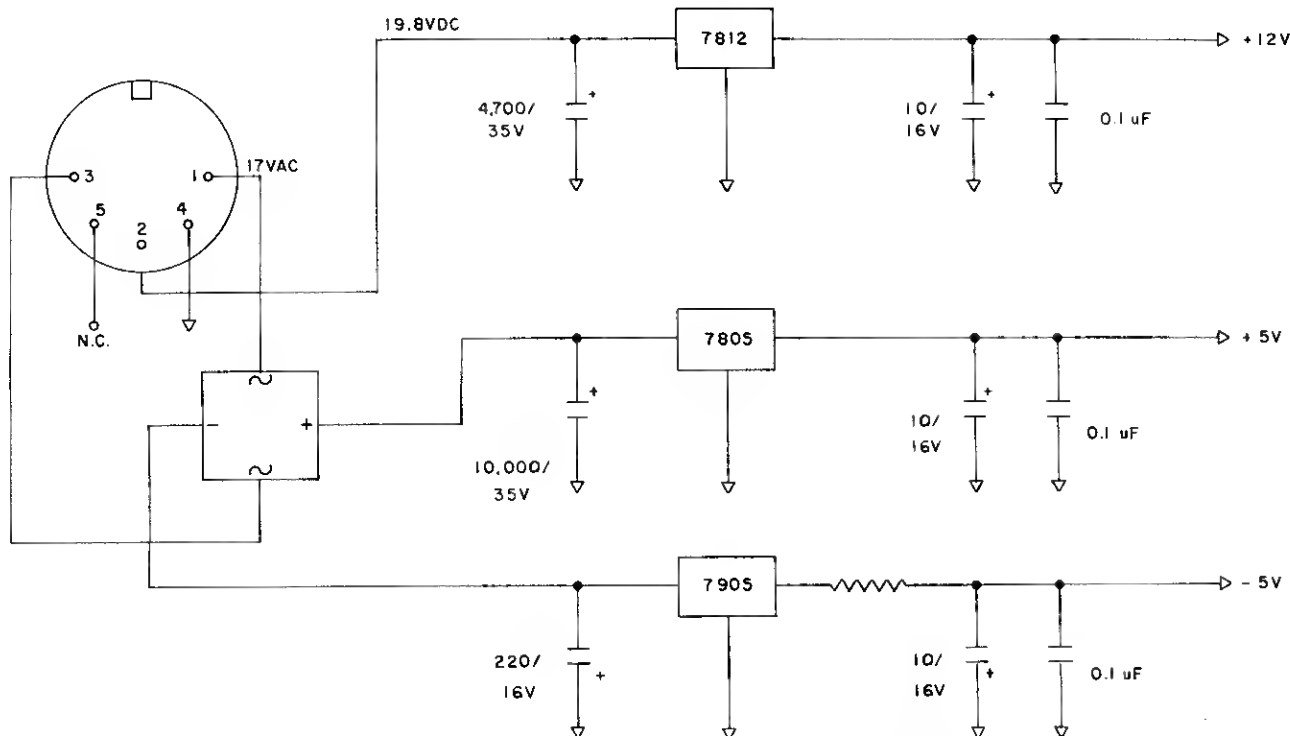 19.8VDC
7812
+12V
4,700/
35V
10/
16V
0.1 uF
17VAC
3
1
5
2
4
N.C.
7805
+ 5V
- +
10,000/
35V
10/
16V
0.1 uF
7905
- 5V
220/
16V
10/
16V
0.1 uF